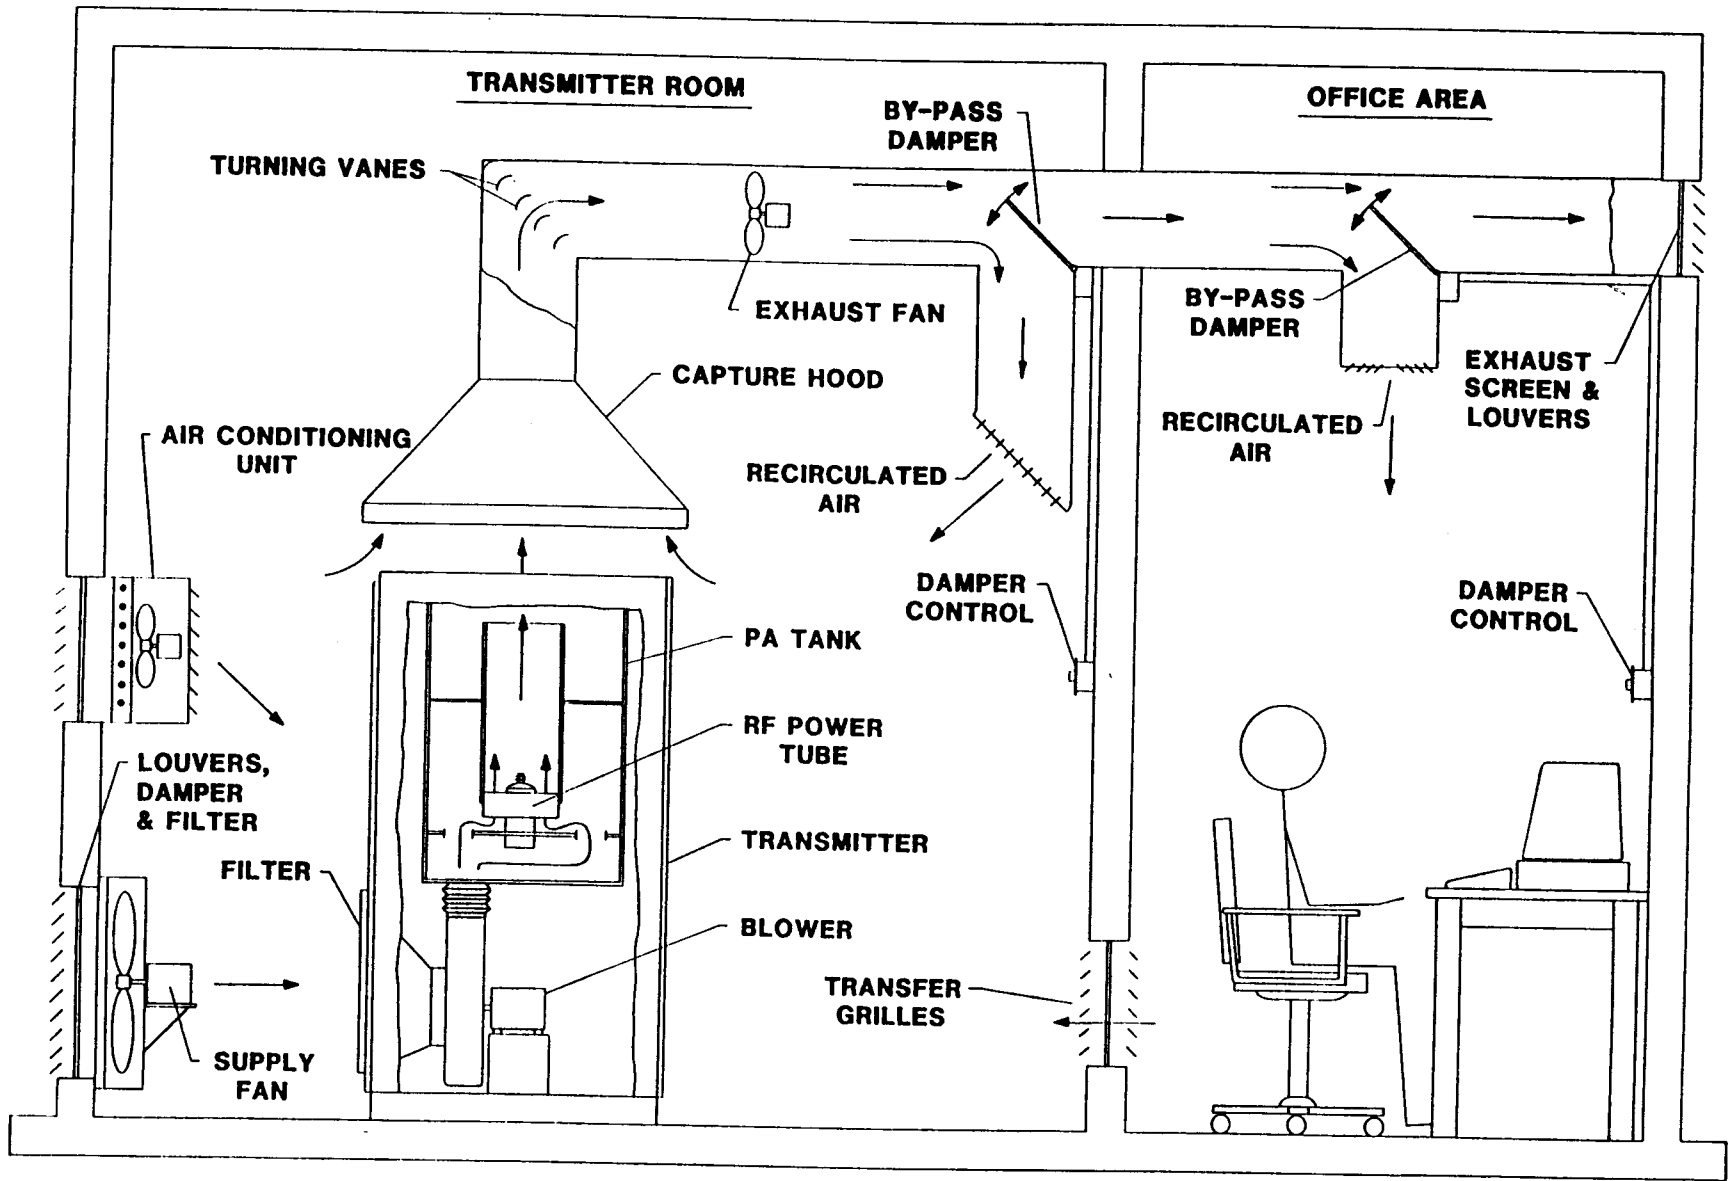 TRANSMITTER ROOM
OFFICE AREA
BY-PASS
DAMPER
TURNING VANES
EXHAUST FAN
BY-PASS
DAMPER
EXHAUST
SCREEN &
LOUVERS
CAPTURE HOOD
RECIRCULATED
AIR
AIR CONDITIONING
UNIT
RECIRCULATED
AIR
DAMPER
CONTROL
DAMPER
CONTROL
PA TANK
RF POWER
TUBE
LOUVERS,
DAMPER
& FILTER
TRANSMITTER
FILTER
BLOWER
TRANSFER
GRILLES
SUPPLY
FAN